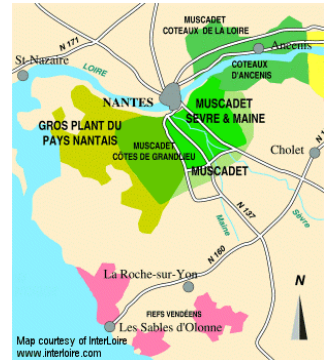 MUSCADET
COTEAUX DE LA LOIRE
N 171
Ancenis
St-Nazaire
LOIRE
COTEAUX
D'ANCENIS
NANTES
MUSCADET
SÈVRE & MAINE
GROS PLANT DU
PAYS NANTAIS
MUSCADET
CÔTES DE GRANDLIEU
Cholet
MUSCADET
Sèvre
Maine
N 137
N 160
La Roche-sur-Yon
N
FIEFS VENDÉENS
Les Sables d'Olonne
Map courtesy of InterLoire
www.interloire.com